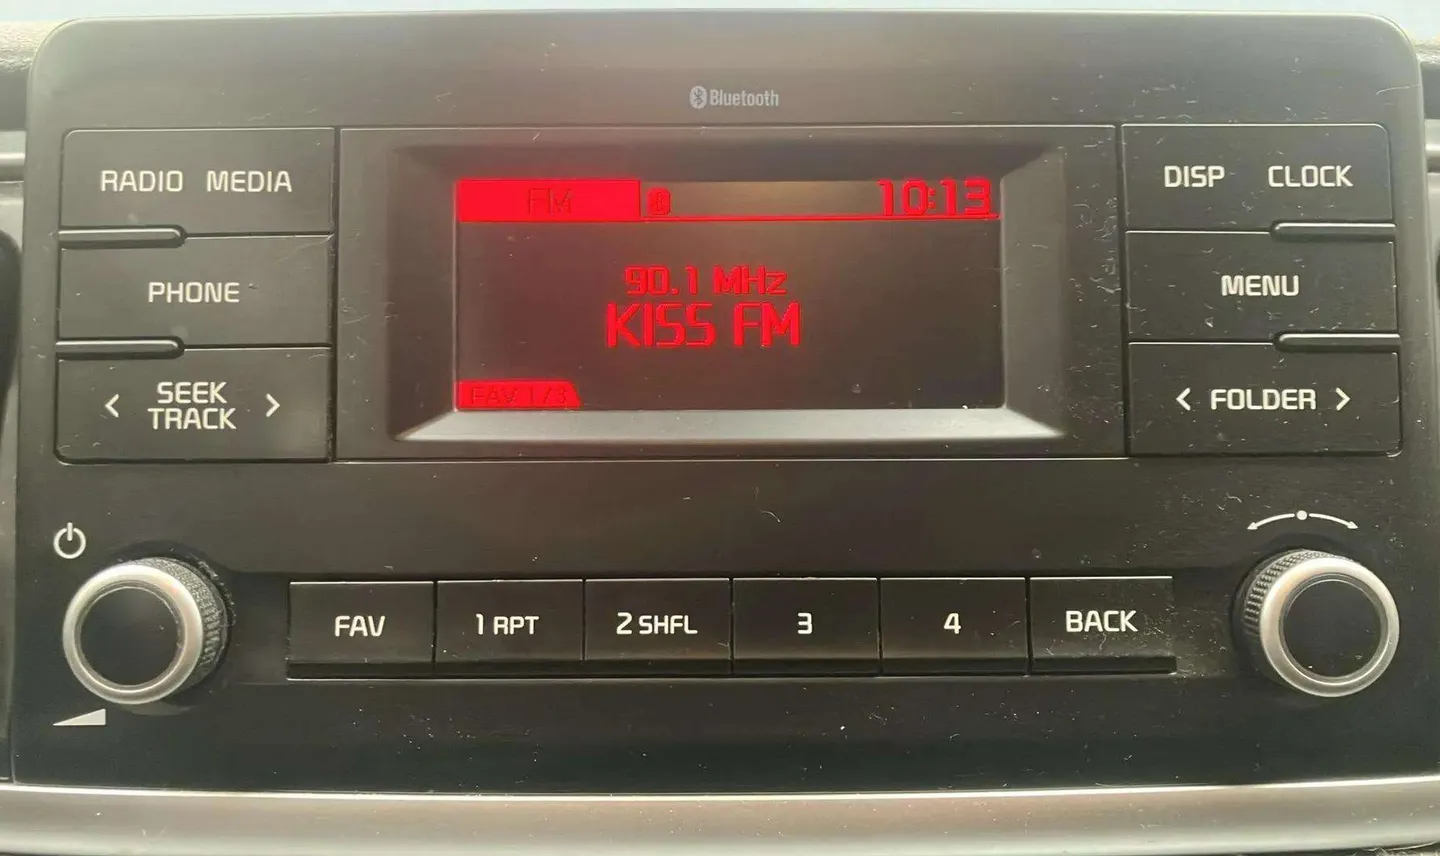 Bluetooth
RADIO MEDIA
DISP CLOCK
FM 10:13
PHONE
90.1 MHz
KISS FM
MENU
SEEK
TRACK
FAV 1/3
< >
< FOLDER >
FAV
1 RPT
2 SHFL
3
4
BACK